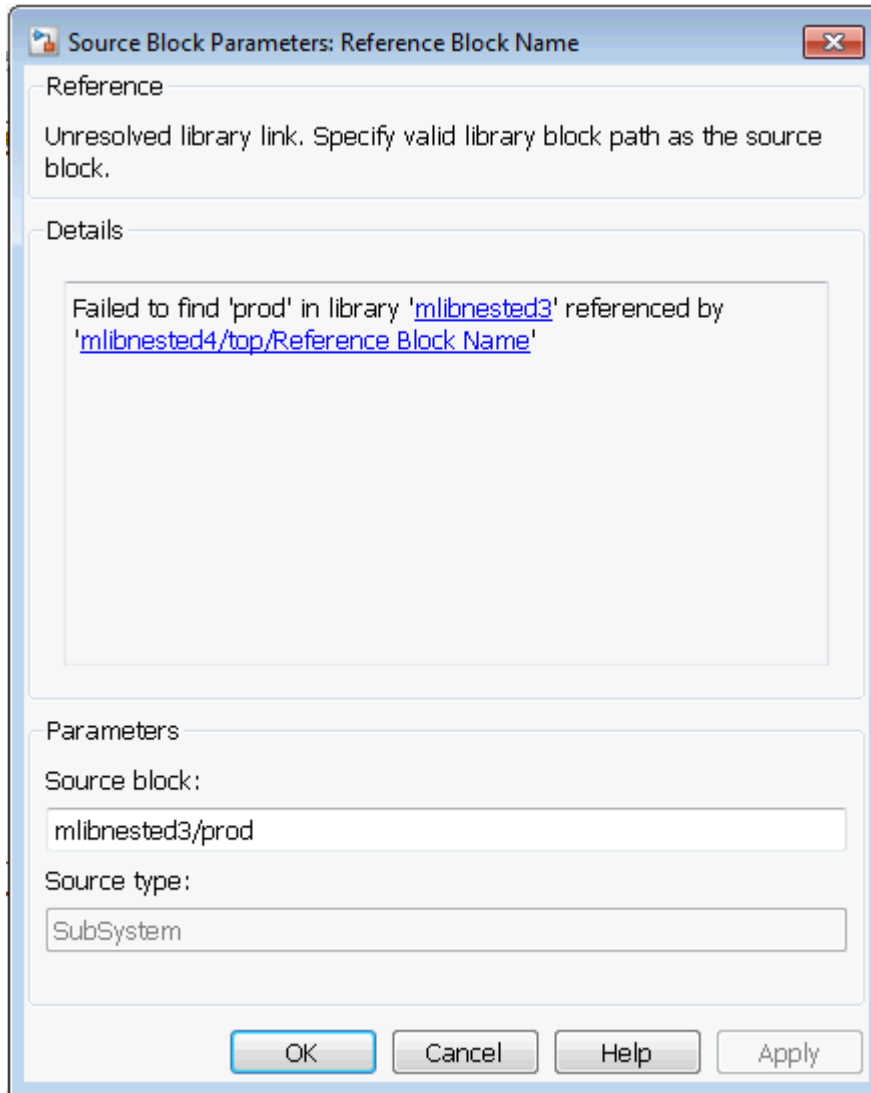 Source Block Parameters: Reference Block Name
Reference
Unresolved library link. Specify valid library block path as the source
block.
Details
Failed to find 'prod' in library 'mlibnested3' referenced by
'mlibnested4/top/Reference Block Name'
Parameters
Source block:
mlibnested3/prod
Source type:
SubSystem
OK Cancel Help Apply